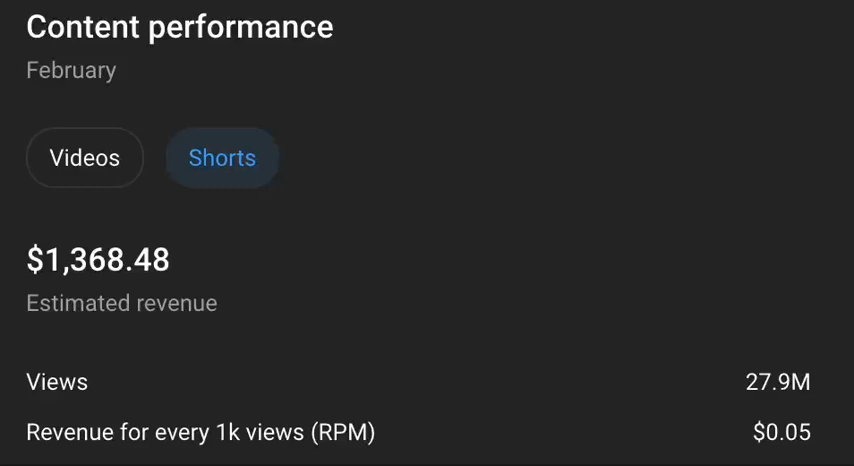 Content performance
February
Videos Shorts
$1,368.48
Estimated revenue
Views 27.9M
Revenue for every 1k views (RPM) $0.05